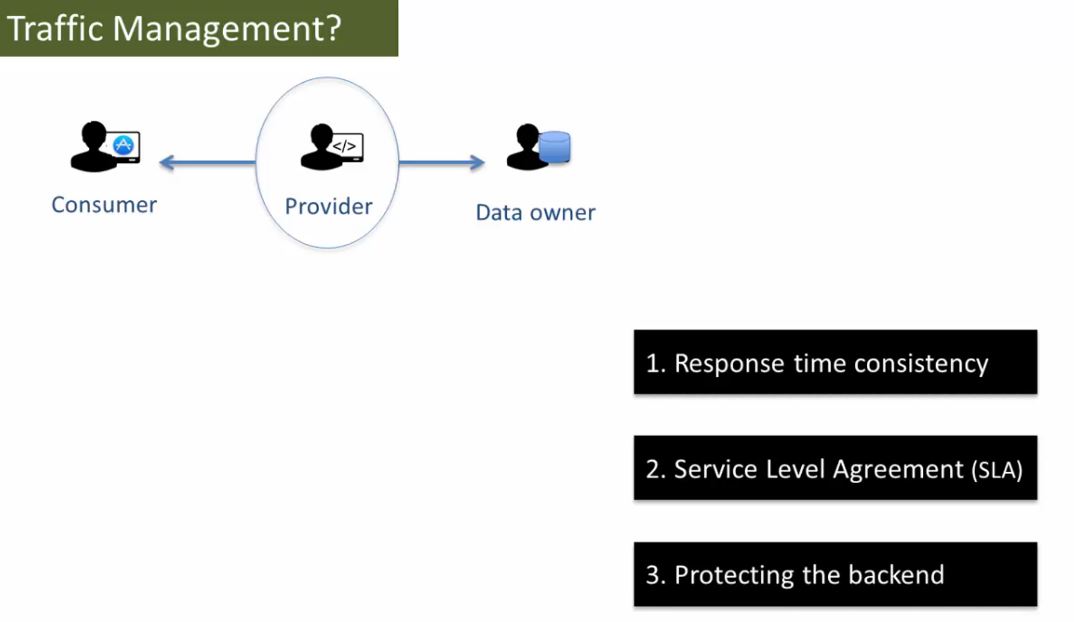 Traffic Management?
</>
Consumer
Provider
Data owner
1. Response time consistency
2. Service Level Agreement (SLA)
3. Protecting the backend